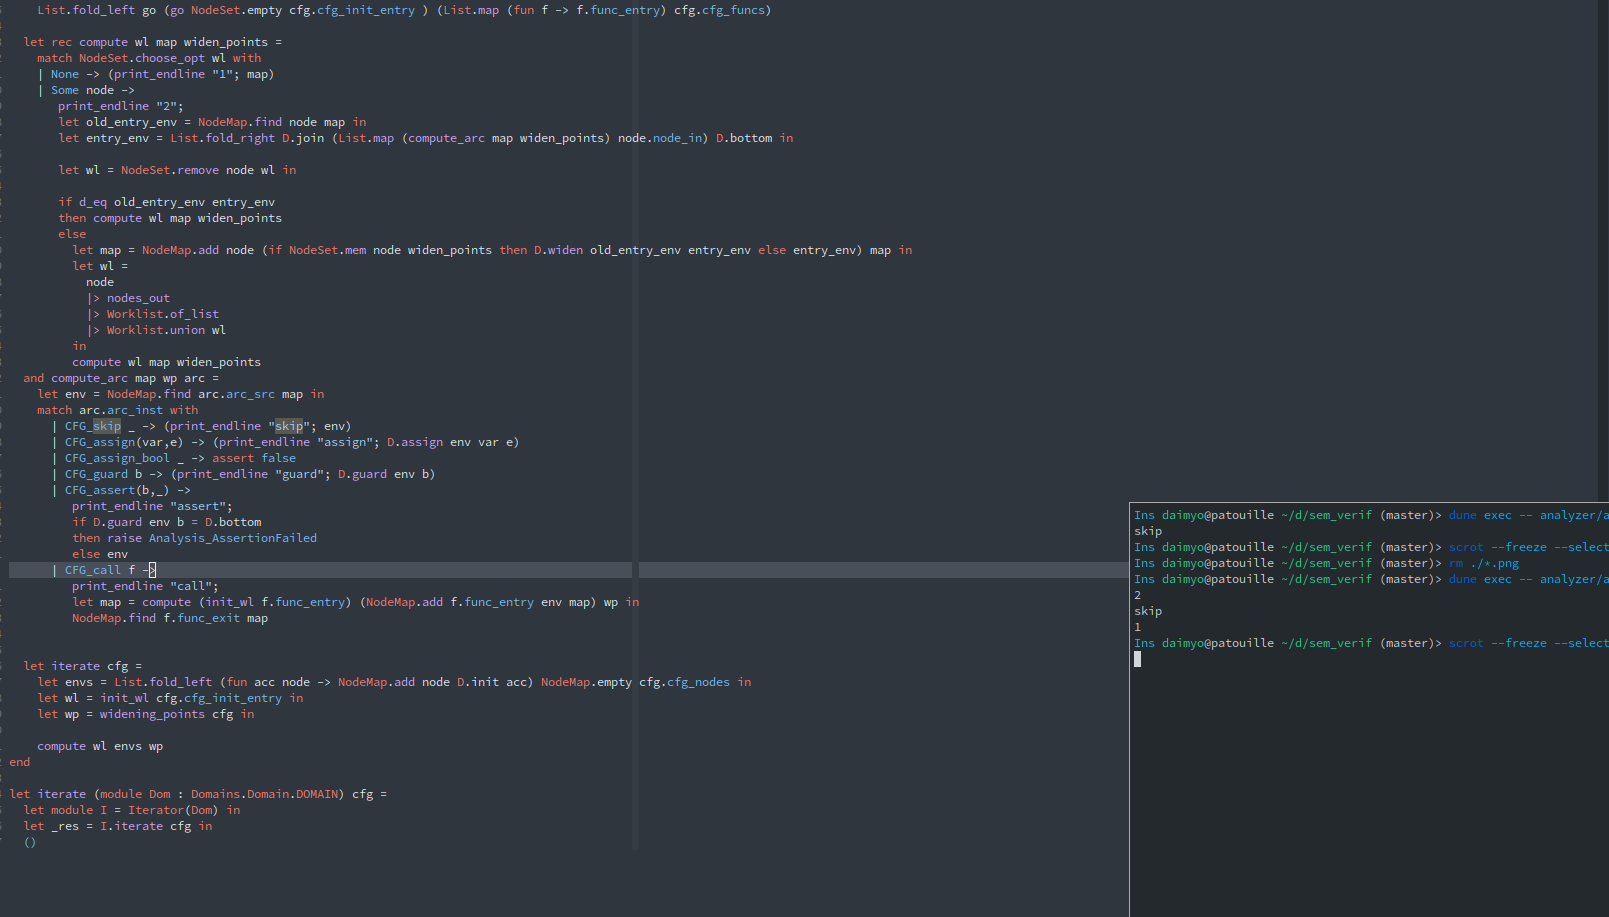 List.fold_left go (go NodeSet.empty cfg.cfg_init_entry ) (List.map (fun f -> f.func_entry) cfg.cfg_funcs)

  let rec compute wl map widen_points =
    match NodeSet.choose_opt wl with
    | None -> (print_endline "1"; map)
    | Some node ->
       print_endline "2";
       let old_entry_env = NodeMap.find node map in
       let entry_env = List.fold_right D.join (List.map (compute_arc map widen_points) node.node_in) D.bottom in

       let wl = NodeSet.remove node wl in

       if d_eq old_entry_env entry_env
       then compute wl map widen_points
       else
         let map = NodeMap.add node (if NodeSet.mem node widen_points then D.widen old_entry_env entry_env else entry_env) map in
         let wl =
           node
           |> nodes_out
           |> Worklist.of_list
           |> Worklist.union wl
         in
         compute wl map widen_points
  and compute_arc map wp arc =
    let env = NodeMap.find arc.arc_src map in
    match arc.arc_inst with
      | CFG_skip _ -> (print_endline "skip"; env)
      | CFG_assign(var,e) -> (print_endline "assign"; D.assign env var e)
      | CFG_assign_bool _ -> assert false
      | CFG_guard b -> (print_endline "guard"; D.guard env b)
      | CFG_assert(b,_) ->
         print_endline "assert";
         if D.guard env b = D.bottom
         then raise Analysis_AssertionFailed
         else env
      | CFG_call f ->
         print_endline "call";
         let map = compute (init_wl f.func_entry) (NodeMap.add f.func_entry env map) wp in
         NodeMap.find f.func_exit map

  let iterate cfg =
    let envs = List.fold_left (fun acc node -> NodeMap.add node D.init acc) NodeMap.empty cfg.cfg_nodes in
    let wl = init_wl cfg.cfg_init_entry in
    let wp = widening_points cfg in

    compute wl envs wp
end

let iterate (module Dom : Domains.Domain.DOMAIN) cfg =
  let module I = Iterator(Dom) in
  let _res = I.iterate cfg in
  ()

Ins daimyo@patouille ~/d/sem_verif (master)> dune exec -- analyzer/a
skip
Ins daimyo@patouille ~/d/sem_verif (master)> scrot --freeze --select
Ins daimyo@patouille ~/d/sem_verif (master)> rm ./*.png
Ins daimyo@patouille ~/d/sem_verif (master)> dune exec -- analyzer/a
2
skip
1
Ins daimyo@patouille ~/d/sem_verif (master)> scrot --freeze --select